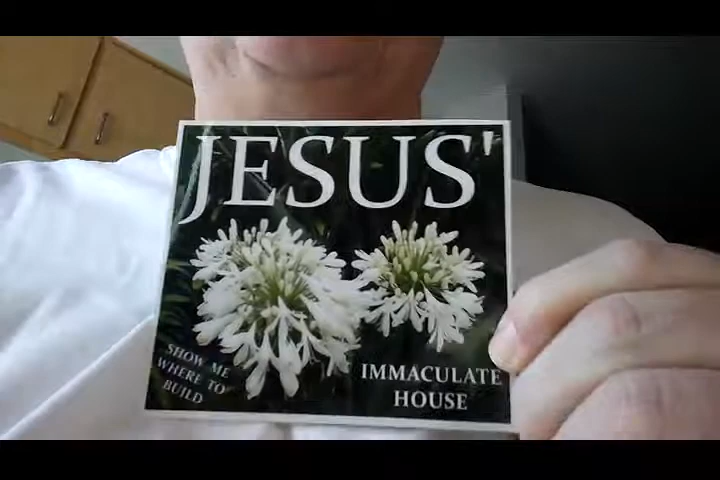 JESUS'
SHOW ME
WHERE TO
BUILD
IMMACULATE
HOUSE